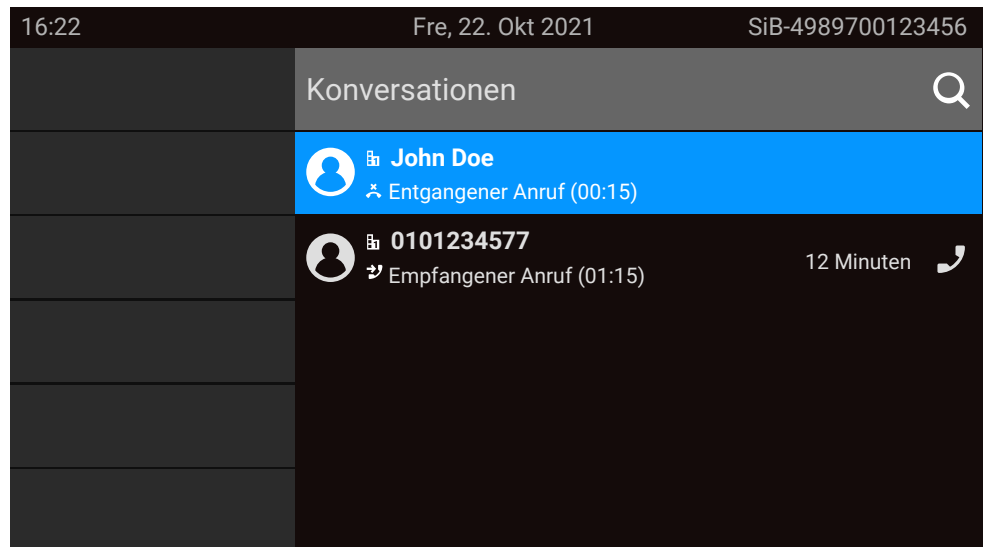 16:22 Fre, 22. Okt 2021 SiB-4989700123456
Konversationen
John Doe
Entgangener Anruf (00:15)
0101234577
Empfangener Anruf (01:15)
12 Minuten